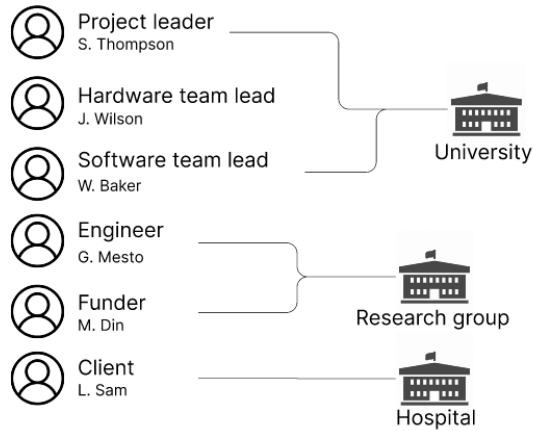 Project leader
S. Thompson
Hardware team lead
J. Wilson
University
Software team lead
W. Baker
Engineer
G. Mesto
Funder
M. Din
Research group
Client
L. Sam
Hospital